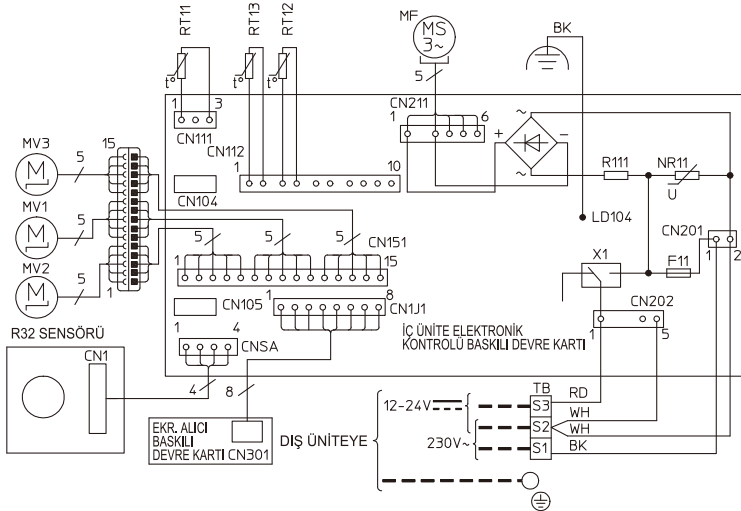 RT11
RT13
RT12
MF
MS
3~
BK
t°
t°
t°
5
1
3
CN111
CN211
1
6
~
+
−
~
R111
NR11
U
CN112
1
10
CN104
LD104
MV3
M
5
15
MV1
M
5
MV2
M
5
1
5
5
5
CN151
1
15
CN201
1
2
X1
F11
CN202
1
5
CN105
1
8
CN1J1
1
4
CNSA
İÇ ÜNİTE ELEKTRONİK
KONTROLÜ BASKILI DEVRE KARTI
R32 SENSÖRÜ
CN1
4
8
EKR. ALICI
BASKILI
DEVRE KARTI CN301
DIŞ ÜNİTEYE
12-24V
230V~
TB
S3
S2
S1
RD
WH
WH
BK